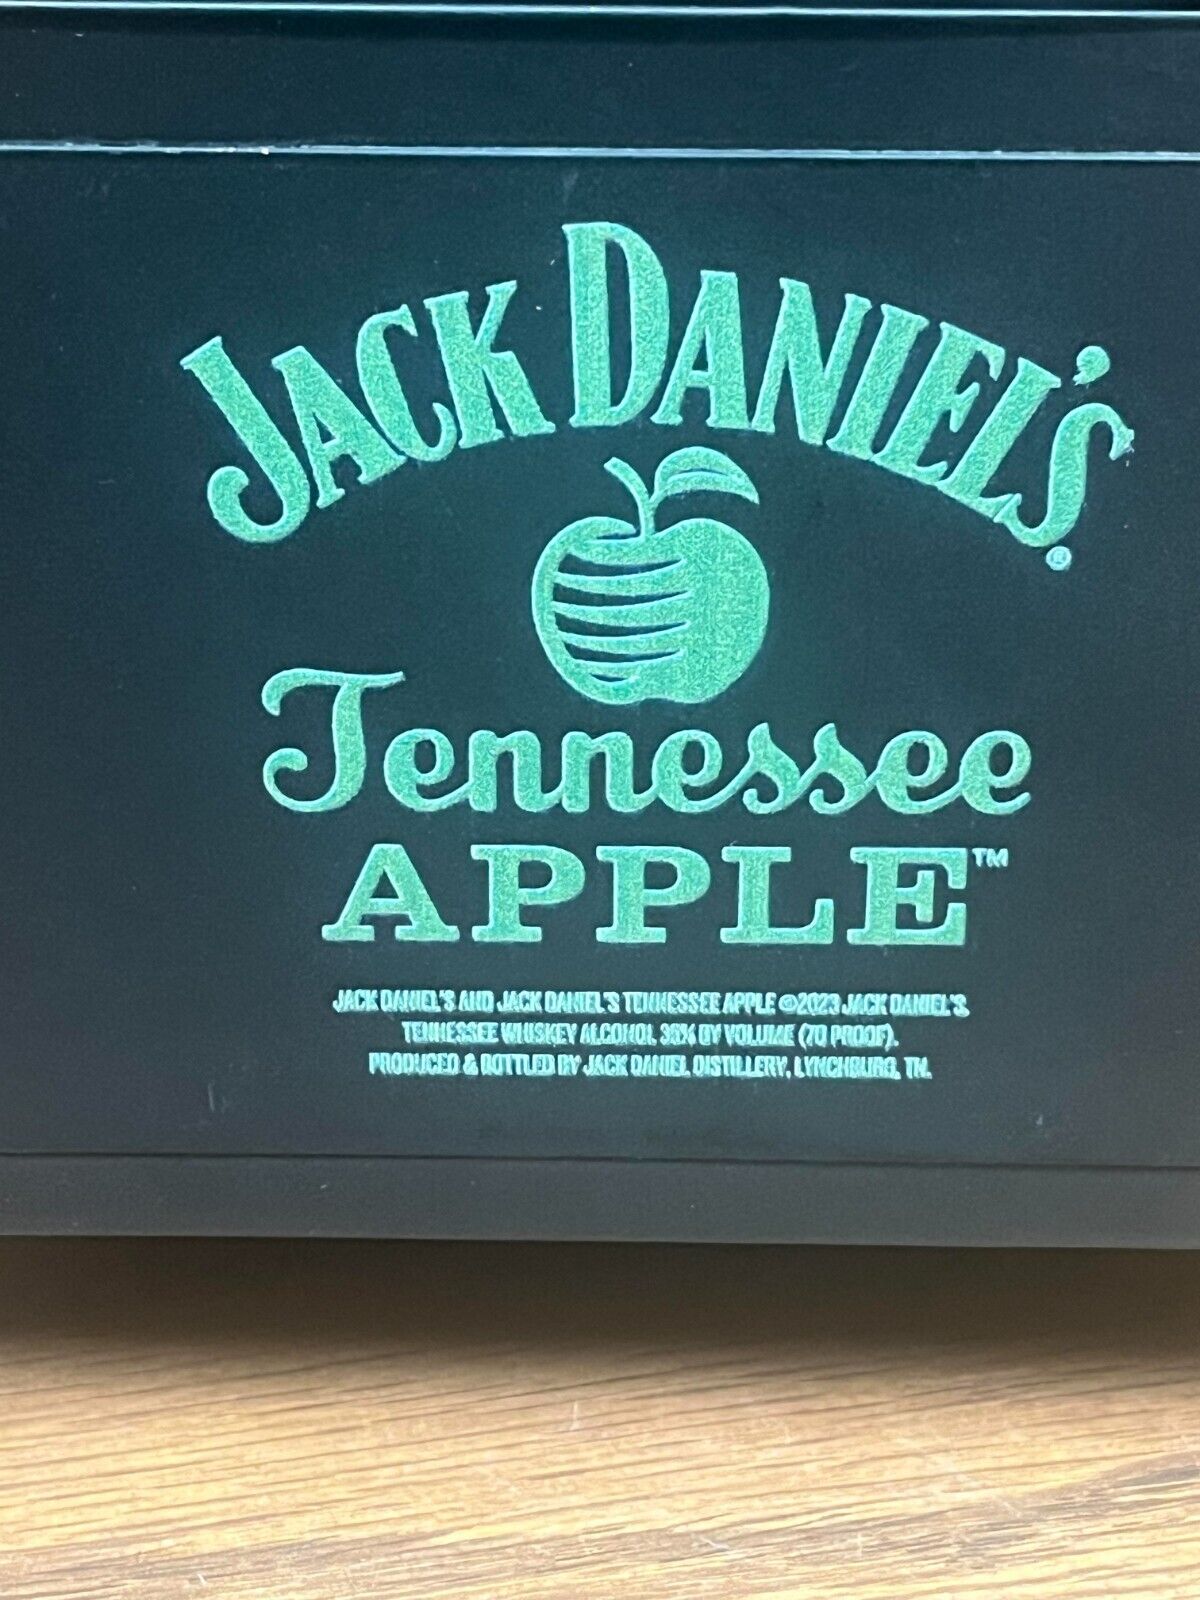 JACK DANIEL'S®
Tennessee
APPLE™
JACK DANIEL'S AND JACK DANIEL'S TENNESSEE APPLE ©2023 JACK DANIEL'S.
TENNESSEE WHISKEY ALCOHOL 35% BY VOLUME (70 PROOF).
PRODUCED & BOTTLED BY JACK DANIEL DISTILLERY, LYNCHBURG, TN.